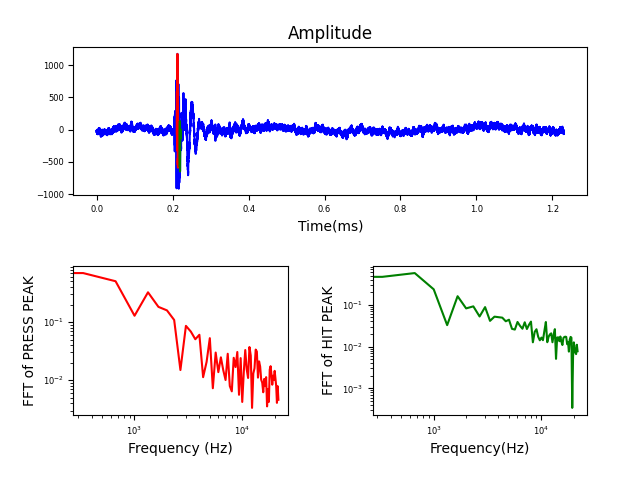 Amplitude
1000
500
0
−500
−1000
0.0 0.2 0.4 0.6 0.8 1.0 1.2
Time(ms)
FFT of PRESS PEAK
10⁻¹
10⁻²
10³ 10⁴
Frequency (Hz)
FFT of HIT PEAK
10⁻¹
10⁻²
10⁻³
10³ 10⁴
Frequency(Hz)